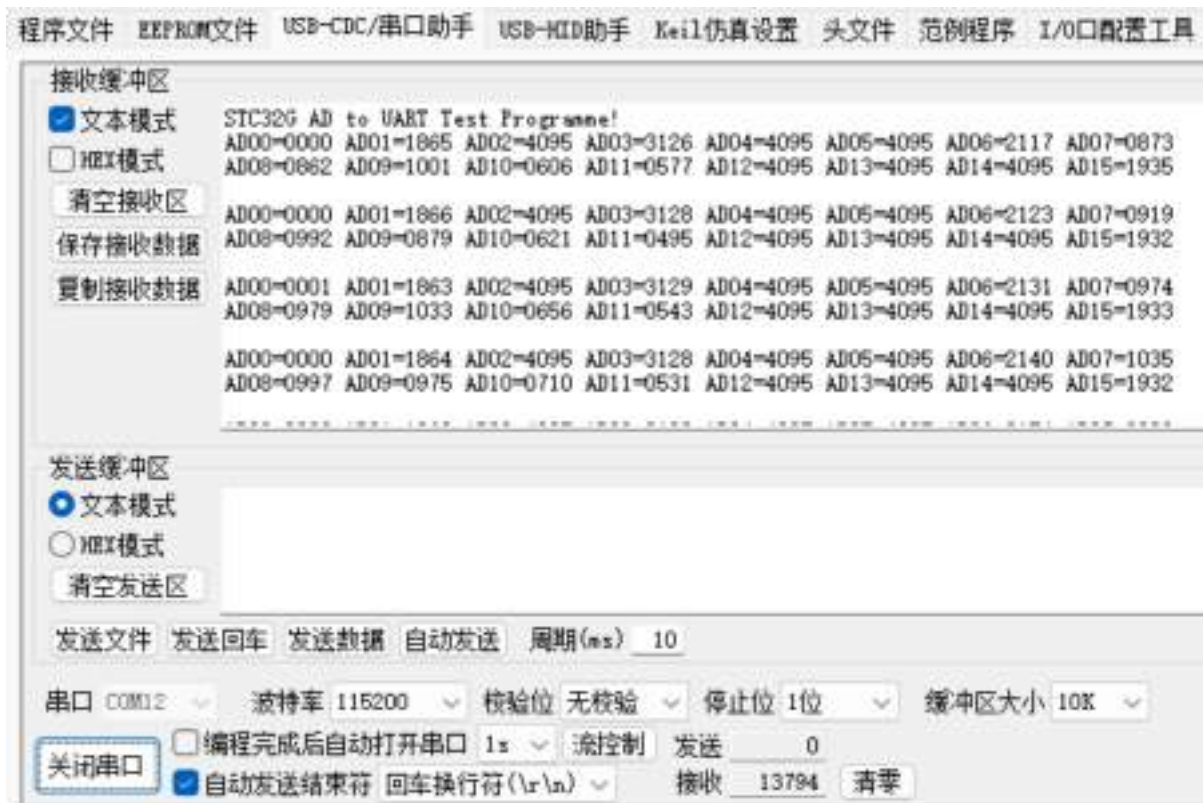 程序文件 EEPROM文件 USB-CDC/串口助手 USB-HID助手 Keil仿真设置 头文件 范例程序 I/O口配置工具
接收缓冲区
文本模式
HEX模式
清空接收区
保存接收数据
复制接收数据
STC32G AD to UART Test Programme!
AD00=0000 AD01=1865 AD02=4095 AD03=3126 AD04=4095 AD05=4095 AD06=2117 AD07=0873
AD08=0862 AD09=1001 AD10=0606 AD11=0577 AD12=4095 AD13=4095 AD14=4095 AD15=1935
AD00=0000 AD01=1866 AD02=4095 AD03=3128 AD04=4095 AD05=4095 AD06=2123 AD07=0919
AD08=0992 AD09=0879 AD10=0621 AD11=0495 AD12=4095 AD13=4095 AD14=4095 AD15=1932
AD00=0001 AD01=1863 AD02=4095 AD03=3129 AD04=4095 AD05=4095 AD06=2131 AD07=0974
AD08=0979 AD09=1033 AD10=0656 AD11=0543 AD12=4095 AD13=4095 AD14=4095 AD15=1933
AD00=0000 AD01=1864 AD02=4095 AD03=3128 AD04=4095 AD05=4095 AD06=2140 AD07=1035
AD08=0997 AD09=0975 AD10=0710 AD11=0531 AD12=4095 AD13=4095 AD14=4095 AD15=1932
发送缓冲区
文本模式
HEX模式
清空发送区
发送文件 发送回车 发送数据 自动发送 周期(ms) 10
串口 COM12 波特率 115200 校验位 无校验 停止位 1位 缓冲区大小 10K
关闭串口
编程完成后自动打开串口 1s 流控制 发送 0
自动发送结束符 回车换行符(\r\n) 接收 13794 清零